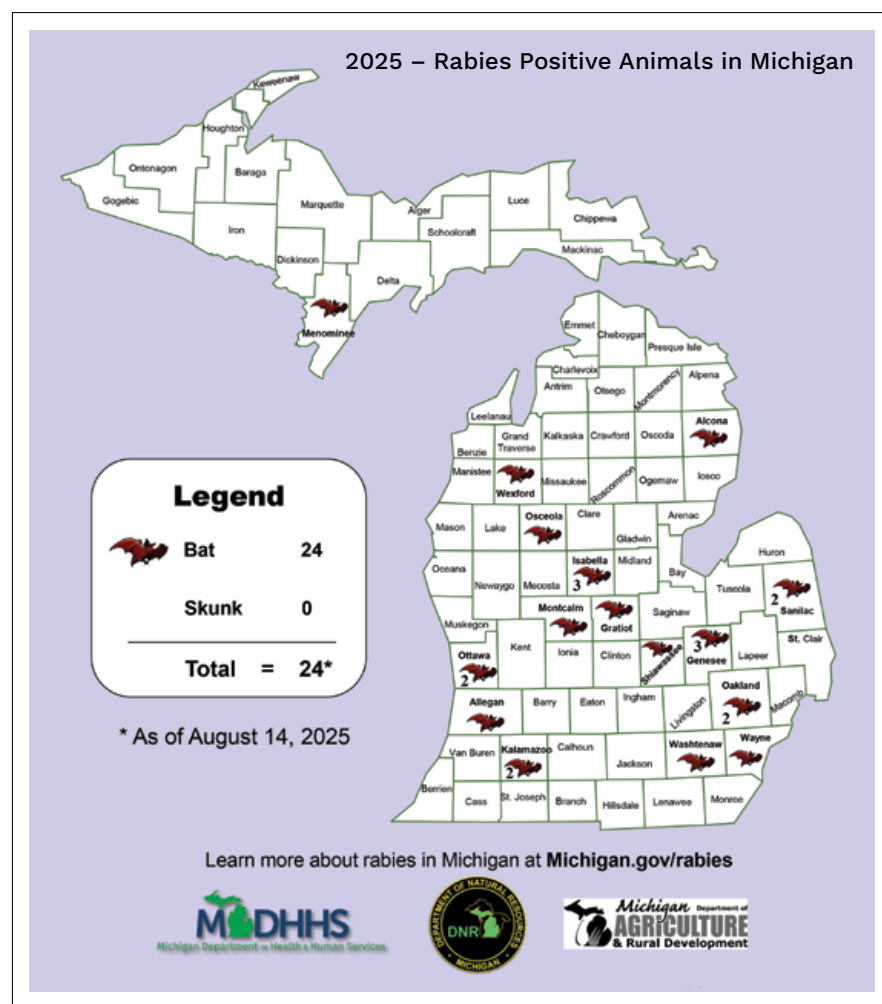 2025 – Rabies Positive Animals in Michigan
Keweenaw
Houghton
Ontonagon
Baraga
Gogebic
Marquette
Iron
Alger
Luce
Chippewa
Schoolcraft
Mackinac
Dickinson
Delta
Menominee
Emmet
Cheboygan
Presque Isle
Charlevoix
Antrim
Otsego
Montmorency
Alpena
Leelanau
Benzie
Grand
Traverse
Kalkaska
Crawford
Oscoda
Alcona
Manistee
Wexford
Missaukee
Roscommon
Ogemaw
Iosco
Mason
Lake
Osceola
Clare
Gladwin
Arenac
Oceana
Newaygo
Mecosta
Isabella
3
Midland
Bay
Huron
Tuscola
2
Sanilac
Muskegon
Montcalm
Gratiot
Saginaw
Ottawa
2
Kent
Ionia
Clinton
Shiawassee
3
Genesee
Lapeer
St. Clair
Allegan
Barry
Eaton
Ingham
Livingston
Oakland
2
Macomb
Van Buren
Kalamazoo
2
Calhoun
Jackson
Washtenaw
Wayne
Berrien
Cass
St. Joseph
Branch
Hillsdale
Lenawee
Monroe
Legend
Bat 24
Skunk 0
Total = 24*
* As of August 14, 2025
Learn more about rabies in Michigan at Michigan.gov/rabies
MDHHS
Michigan Department of Health & Human Services
DEPARTMENT OF NATURAL RESOURCES
DNR
MICHIGAN
Michigan Department of
AGRICULTURE
& Rural Development